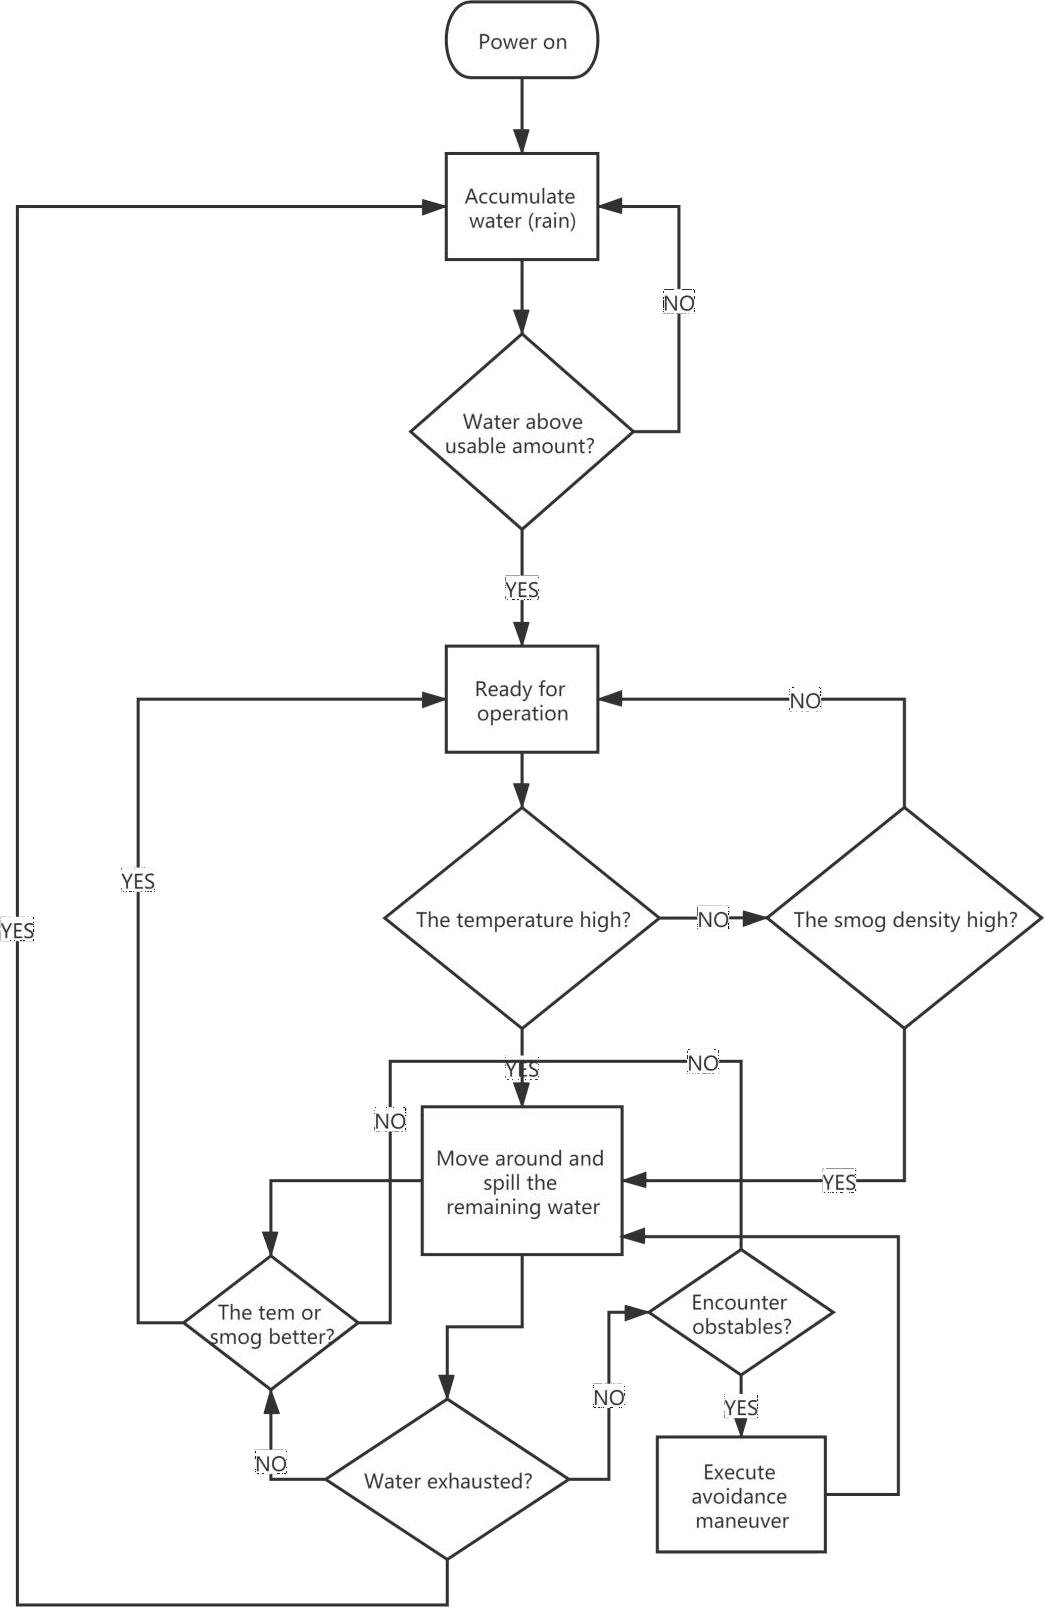 Power on
Accumulate
water (rain)
NO
Water above
usable amount?
YES
Ready for
operation
NO
YES
The temperature high?
NO
The smog density high?
YES
YES
NO
NO
Move around and
spill the
remaining water
YES
The tem or
smog better?
Encounter
obstables?
NO
YES
NO
Water exhausted?
Execute
avoidance
maneuver